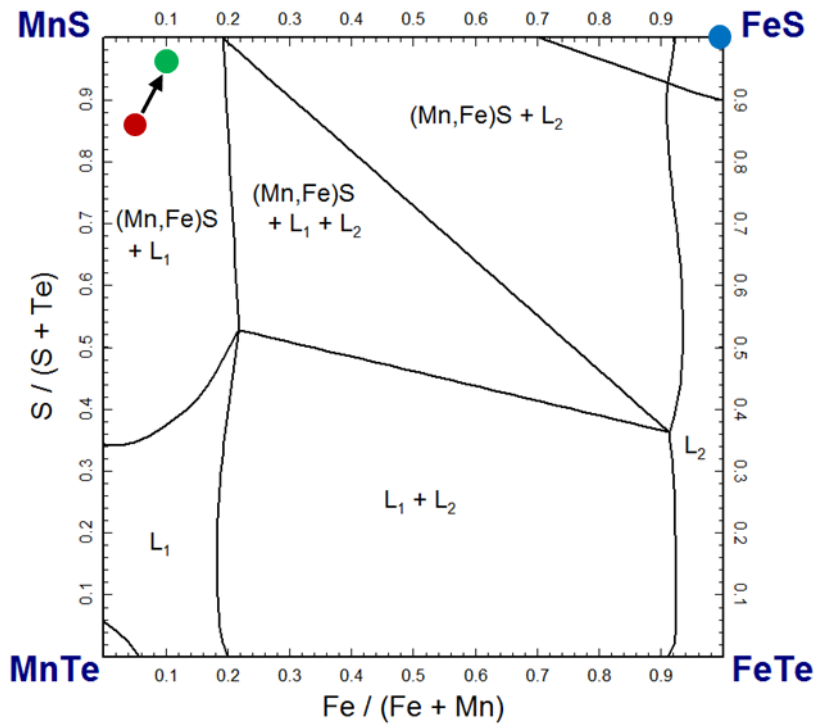 MnS
0.1 0.2 0.3 0.4 0.5 0.6 0.7 0.8 0.9
FeS
(Mn,Fe)S + L₂
(Mn,Fe)S
+ L₁ + L₂
(Mn,Fe)S
+ L₁
S / (S + Te)
0.9
0.8
0.7
0.6
0.5
0.4
0.3
0.2
0.1
0.9
0.8
0.7
0.6
0.5
0.4
0.3
0.2
0.1
L₂
L₁ + L₂
L₁
MnTe
0.1 0.2 0.3 0.4 0.5 0.6 0.7 0.8 0.9
FeTe
Fe / (Fe + Mn)